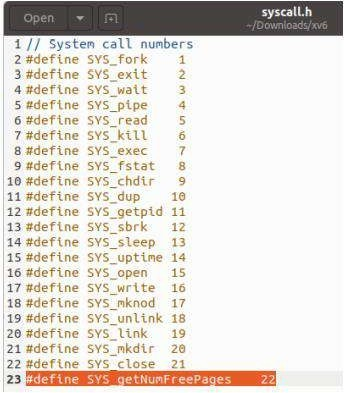 Open
syscall.h
~/Downloads/xv6
1 // System call numbers
2 #define SYS_fork    1
3 #define SYS_exit    2
4 #define SYS_wait    3
5 #define SYS_pipe    4
6 #define SYS_read    5
7 #define SYS_kill    6
8 #define SYS_exec    7
9 #define SYS_fstat   8
10 #define SYS_chdir   9
11 #define SYS_dup    10
12 #define SYS_getpid 11
13 #define SYS_sbrk   12
14 #define SYS_sleep  13
15 #define SYS_uptime 14
16 #define SYS_open   15
17 #define SYS_write  16
18 #define SYS_mknod  17
19 #define SYS_unlink 18
20 #define SYS_link   19
21 #define SYS_mkdir  20
22 #define SYS_close  21
23 #define SYS_getNumFreePages    22